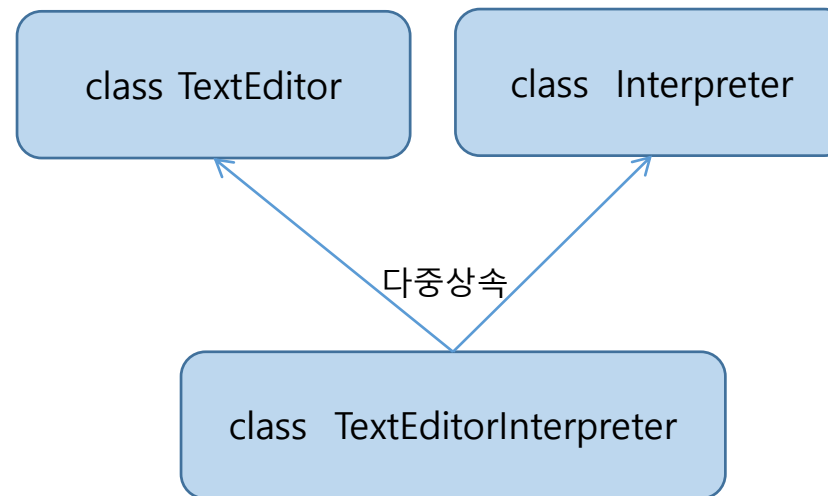 class TextEditor
class Interpreter
다중상속
class TextEditorInterpreter